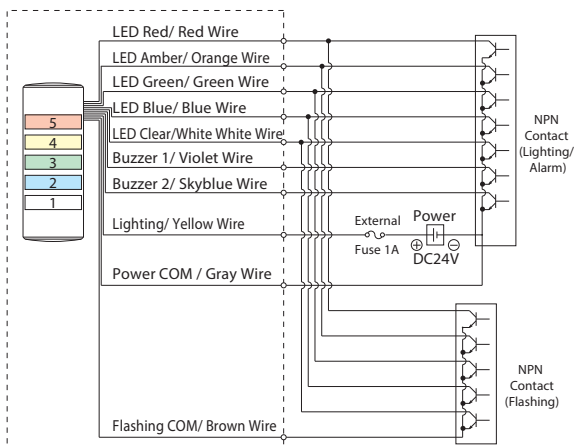 LED Red/ Red Wire
LED Amber/ Orange Wire
LED Green/ Green Wire
LED Blue/ Blue Wire
LED Clear/White White Wire
Buzzer 1/ Violet Wire
Buzzer 2/ Skyblue Wire
Lighting/ Yellow Wire
Power COM / Gray Wire
Flashing COM/ Brown Wire
5
4
3
2
1
External
Fuse 1A
Power
⊕ ⊖
DC24V
NPN
Contact
(Lighting/
Alarm)
NPN
Contact
(Flashing)